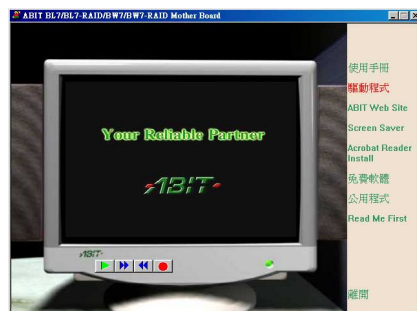 ABIT BL7/BL7-RAID/BW7/BW7-RAID Mother Board
Your Reliable Partner
ABIT
ABIT
使用手冊
驅動程式
ABIT Web Site
Screen Saver
Acrobat Reader
Install
免費軟體
公用程式
Read Me First
離開